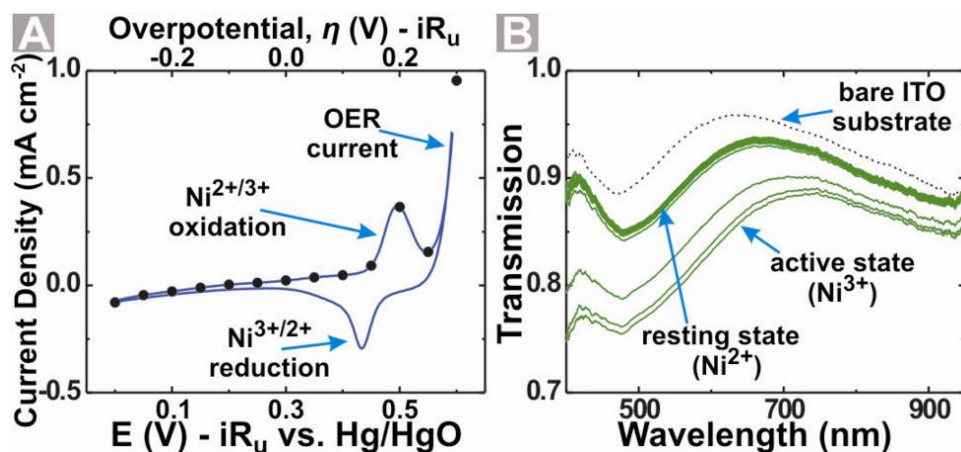 A
Overpotential, η (V) - iRu
-0.2 0.0 0.2
Current Density (mA cm-2)
1.0
0.5
0.0
-0.5
OER
current
Ni2+/3+
oxidation
Ni3+/2+
reduction
0.1 0.3 0.5
E (V) - iRu vs. Hg/HgO
B
Transmission
1.0
0.9
0.8
0.7
bare ITO
substrate
active state
(Ni3+)
resting state
(Ni2+)
500 700 900
Wavelength (nm)